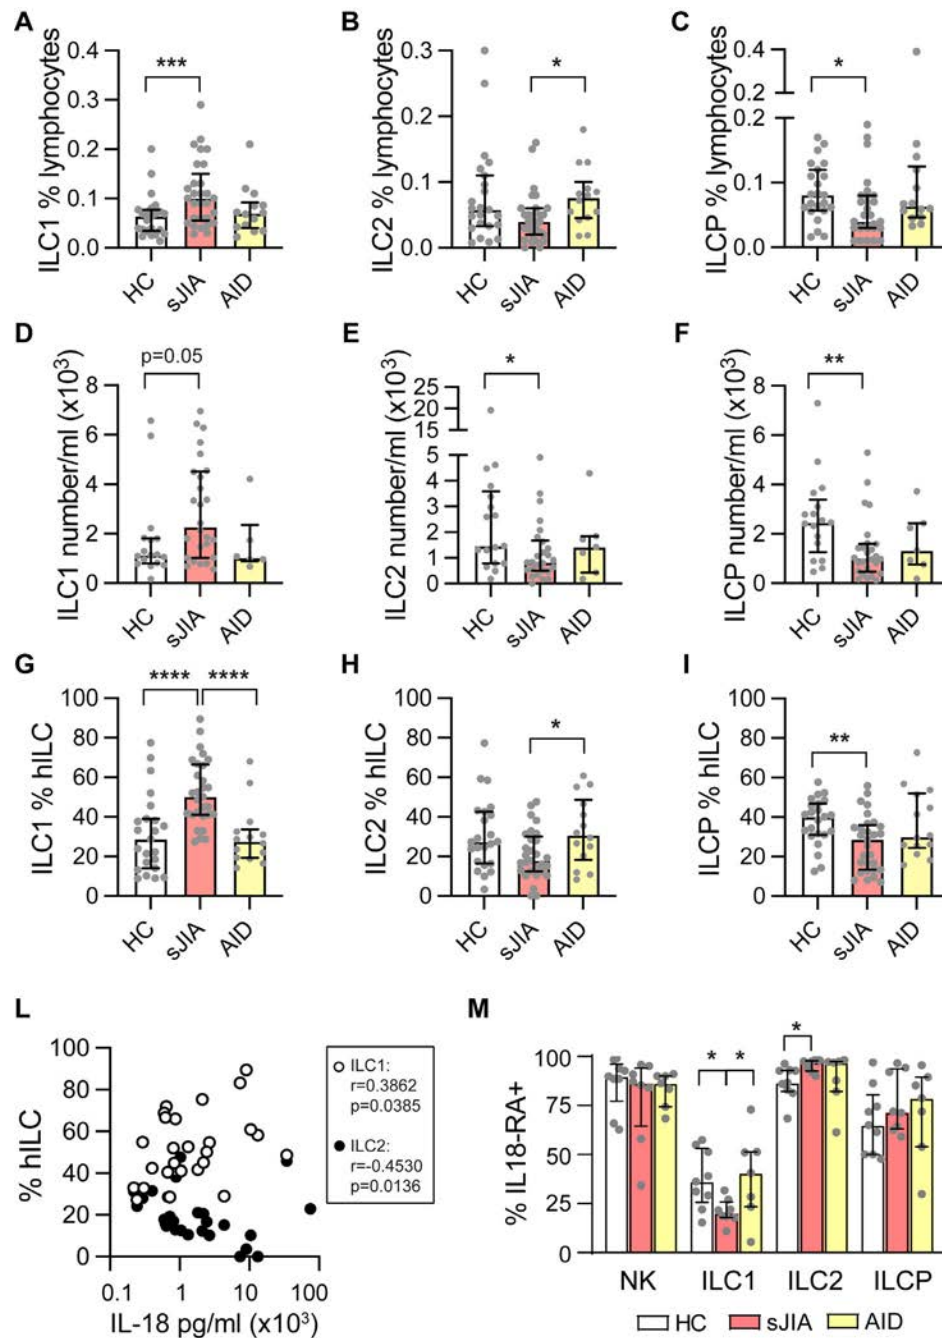 A
ILC1 % lymphocytes
0.4
0.3
0.2
0.1
0.0
***
HC
sJIA
AID
B
ILC2 % lymphocytes
0.3
0.2
0.1
0.0
*
HC
sJIA
AID
C
ILCP % lymphocytes
0.4
0.2
0.2
0.1
0.0
*
HC
sJIA
AID
D
ILC1 number/ml (x10³)
8
6
4
2
0
p=0.05
HC
sJIA
AID
E
ILC2 number/ml (x10³)
25
15
5
4
3
2
1
0
*
HC
sJIA
AID
F
ILCP number/ml (x10³)
8
6
4
2
0
**
HC
sJIA
AID
G
ILC1 % hILC
100
80
60
40
20
0
**** ****
HC
sJIA
AID
H
ILC2 % hILC
100
80
60
40
20
0
*
HC
sJIA
AID
I
ILCP % hILC
100
80
60
40
20
0
**
HC
sJIA
AID
L
% hILC
100
80
60
40
20
0
0.1 1 10 100
IL-18 pg/ml (x10³)
ILC1:
r=0.3862
p=0.0385
ILC2:
r=-0.4530
p=0.0136
M
% IL18-RA+
100
75
50
25
0
* *
*
NK ILC1 ILC2 ILCP
HC sJIA AID